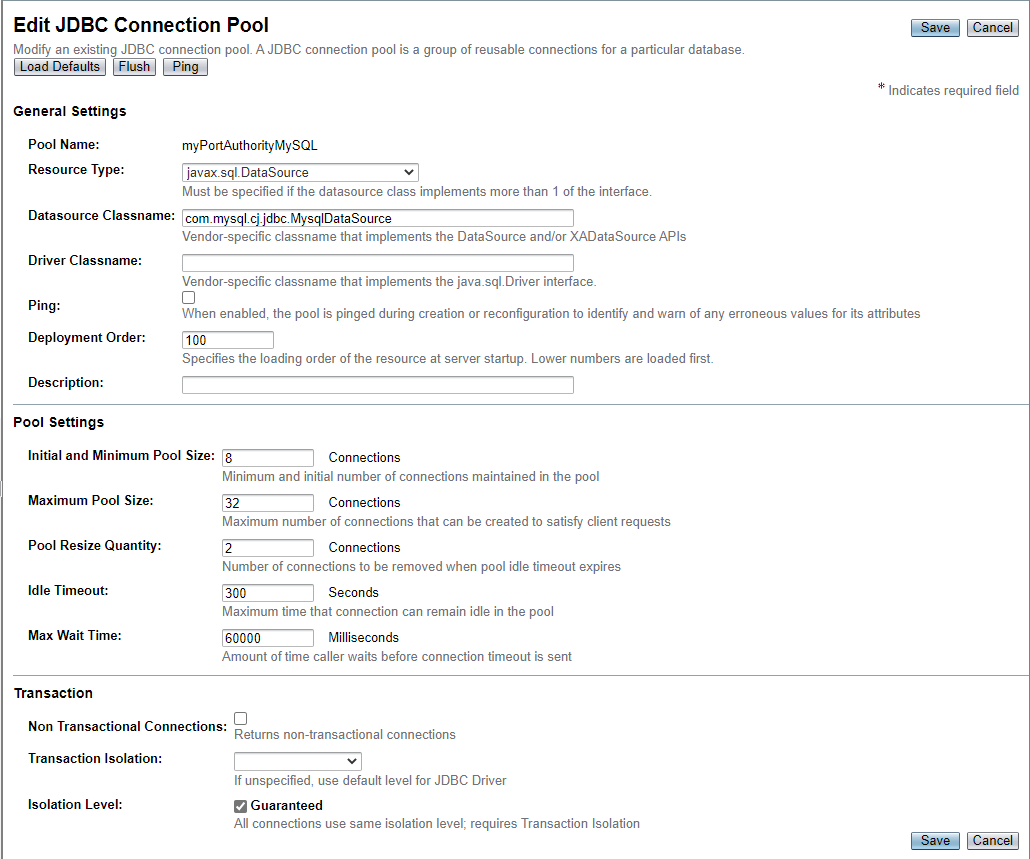 Edit JDBC Connection Pool
Save Cancel
Modify an existing JDBC connection pool. A JDBC connection pool is a group of reusable connections for a particular database.
Load Defaults Flush Ping
* Indicates required field
General Settings
Pool Name: myPortAuthorityMySQL
Resource Type: javax.sql.DataSource
Must be specified if the datasource class implements more than 1 of the interface.
Datasource Classname: com.mysql.cj.jdbc.MysqlDataSource
Vendor-specific classname that implements the DataSource and/or XADataSource APIs
Driver Classname:
Vendor-specific classname that implements the java.sql.Driver interface.
Ping:
When enabled, the pool is pinged during creation or reconfiguration to identify and warn of any erroneous values for its attributes
Deployment Order: 100
Specifies the loading order of the resource at server startup. Lower numbers are loaded first.
Description:
Pool Settings
Initial and Minimum Pool Size: 8 Connections
Minimum and initial number of connections maintained in the pool
Maximum Pool Size: 32 Connections
Maximum number of connections that can be created to satisfy client requests
Pool Resize Quantity: 2 Connections
Number of connections to be removed when pool idle timeout expires
Idle Timeout: 300 Seconds
Maximum time that connection can remain idle in the pool
Max Wait Time: 60000 Milliseconds
Amount of time caller waits before connection timeout is sent
Transaction
Non Transactional Connections:
Returns non-transactional connections
Transaction Isolation:
If unspecified, use default level for JDBC Driver
Isolation Level: Guaranteed
All connections use same isolation level; requires Transaction Isolation
Save Cancel